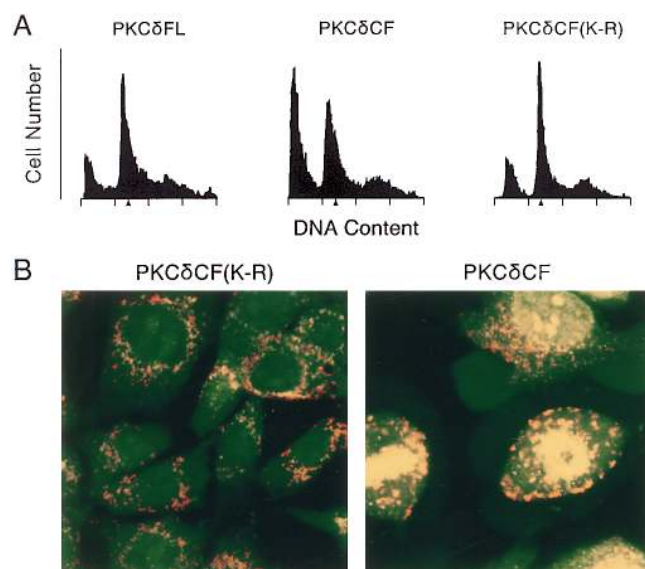 A
PKCδFL PKCδCF PKCδCF(K-R)
Cell Number
DNA Content
B
PKCδCF(K-R) PKCδCF